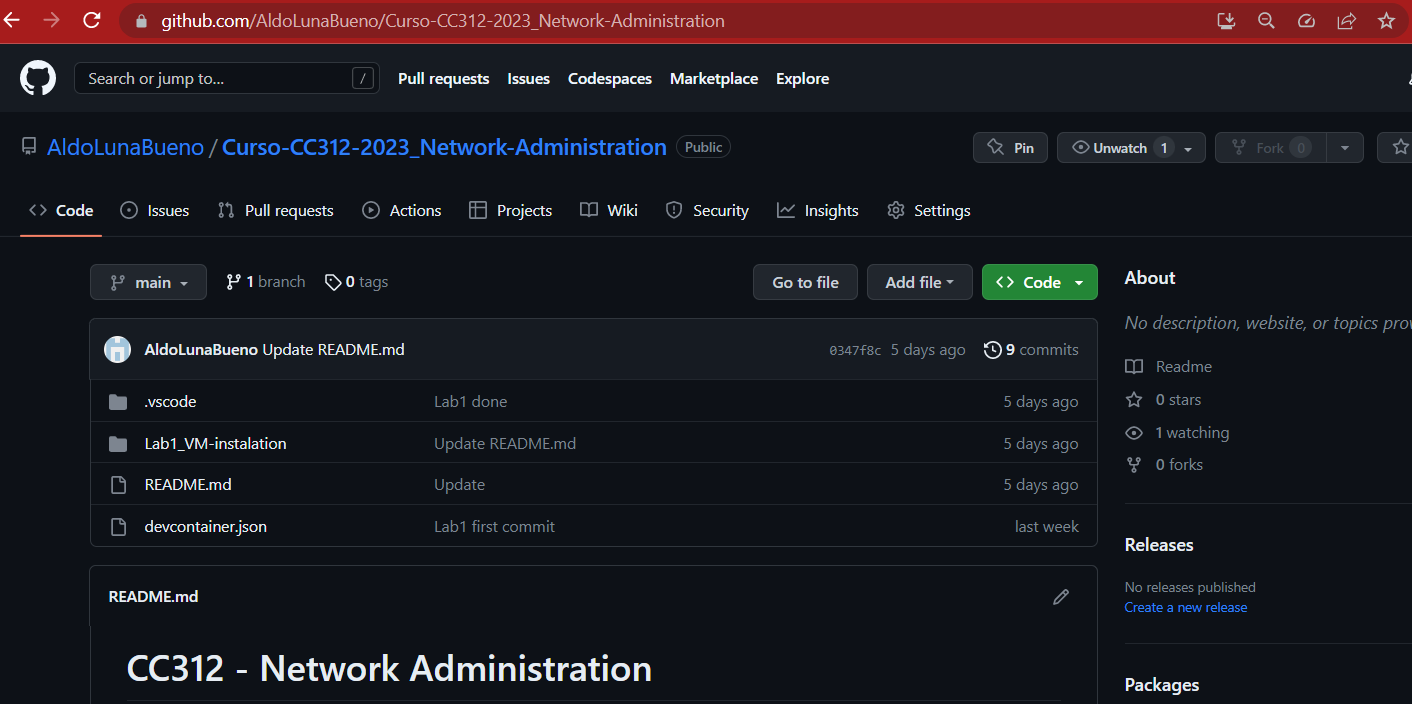 github.com/AldoLunaBueno/Curso-CC312-2023_Network-Administration
Search or jump to... /
Pull requests Issues Codespaces Marketplace Explore
AldoLunaBueno / Curso-CC312-2023_Network-Administration Public
Pin Unwatch 1 Fork 0
Code Issues Pull requests Actions Projects Wiki Security Insights Settings
main 1 branch 0 tags Go to file Add file Code
AldoLunaBueno Update README.md 0347f8c 5 days ago 9 commits
.vscode Lab1 done 5 days ago
Lab1_VM-instalation Update README.md 5 days ago
README.md Update 5 days ago
devcontainer.json Lab1 first commit last week
README.md
CC312 - Network Administration
About
No description, website, or topics prov
Readme
0 stars
1 watching
0 forks
Releases
No releases published
Create a new release
Packages